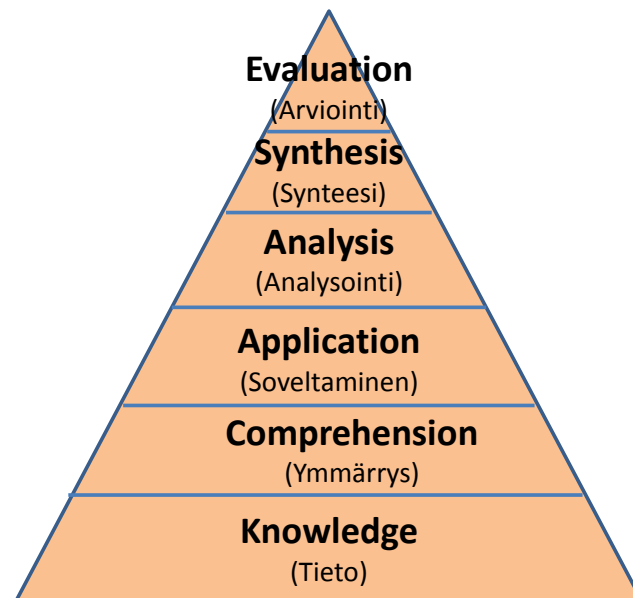 Evaluation
(Arviointi)
Synthesis
(Synteesi)
Analysis
(Analysointi)
Application
(Soveltaminen)
Comprehension
(Ymmärrys)
Knowledge
(Tieto)